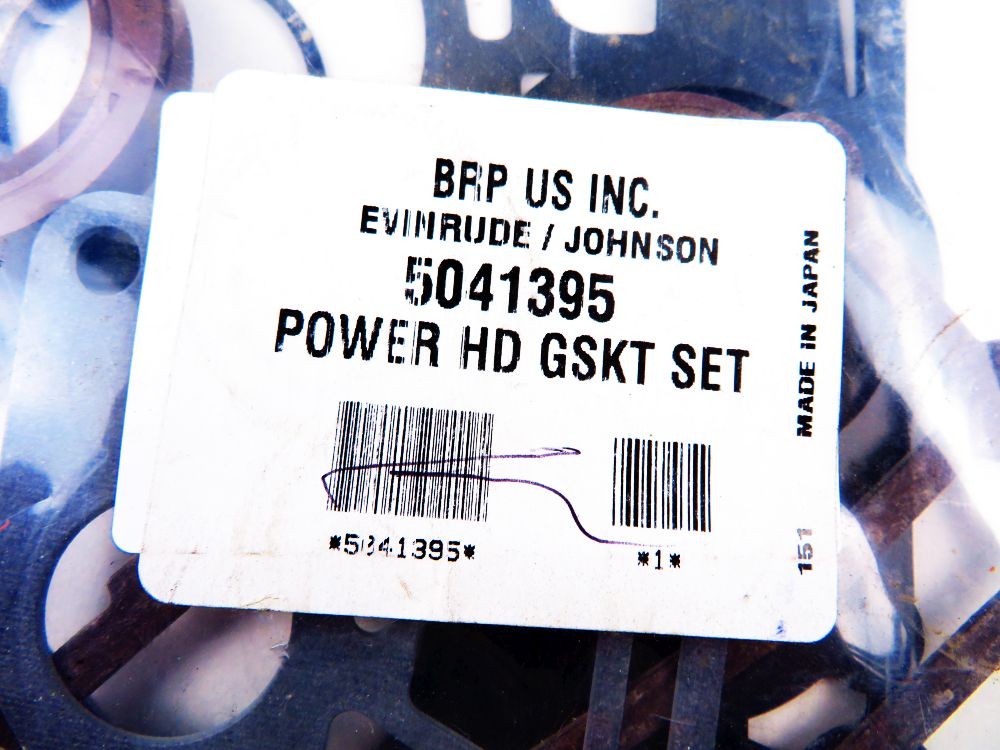 BRP US INC.
EVINRUDE / JOHNSON
5041395
POWER HD GSKT SET
*5041395*
*1*
MADE IN JAPAN
151